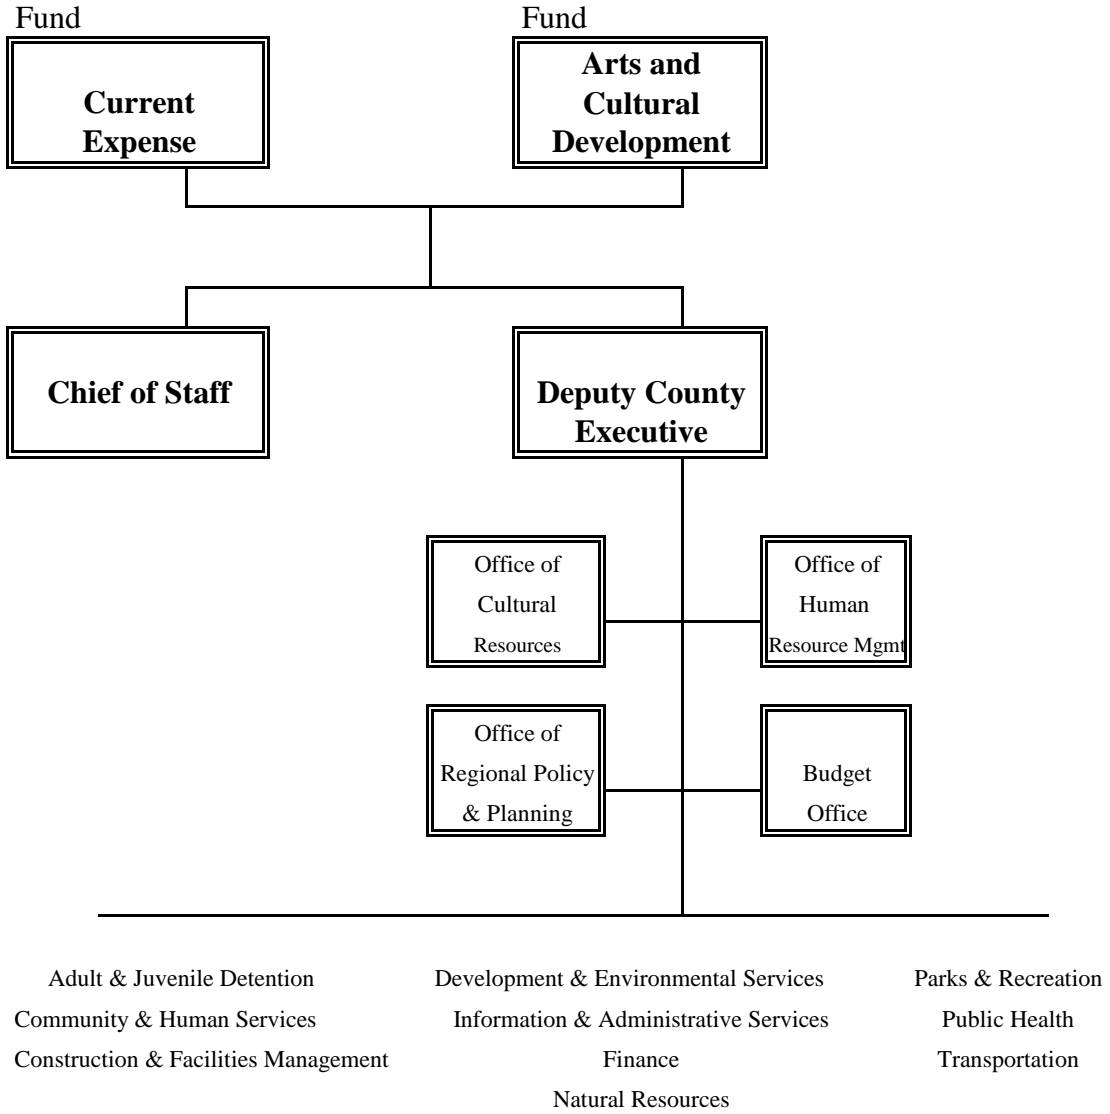 Fund
Fund
Current
Expense
Arts and
Cultural
Development
Chief of Staff
Deputy County
Executive
Office of
Cultural
Resources
Office of
Human
Resource Mgmt
Office of
Regional Policy
& Planning
Budget
Office
Adult & Juvenile Detention
Community & Human Services
Construction & Facilities Management
Development & Environmental Services
Information & Administrative Services
Finance
Natural Resources
Parks & Recreation
Public Health
Transportation